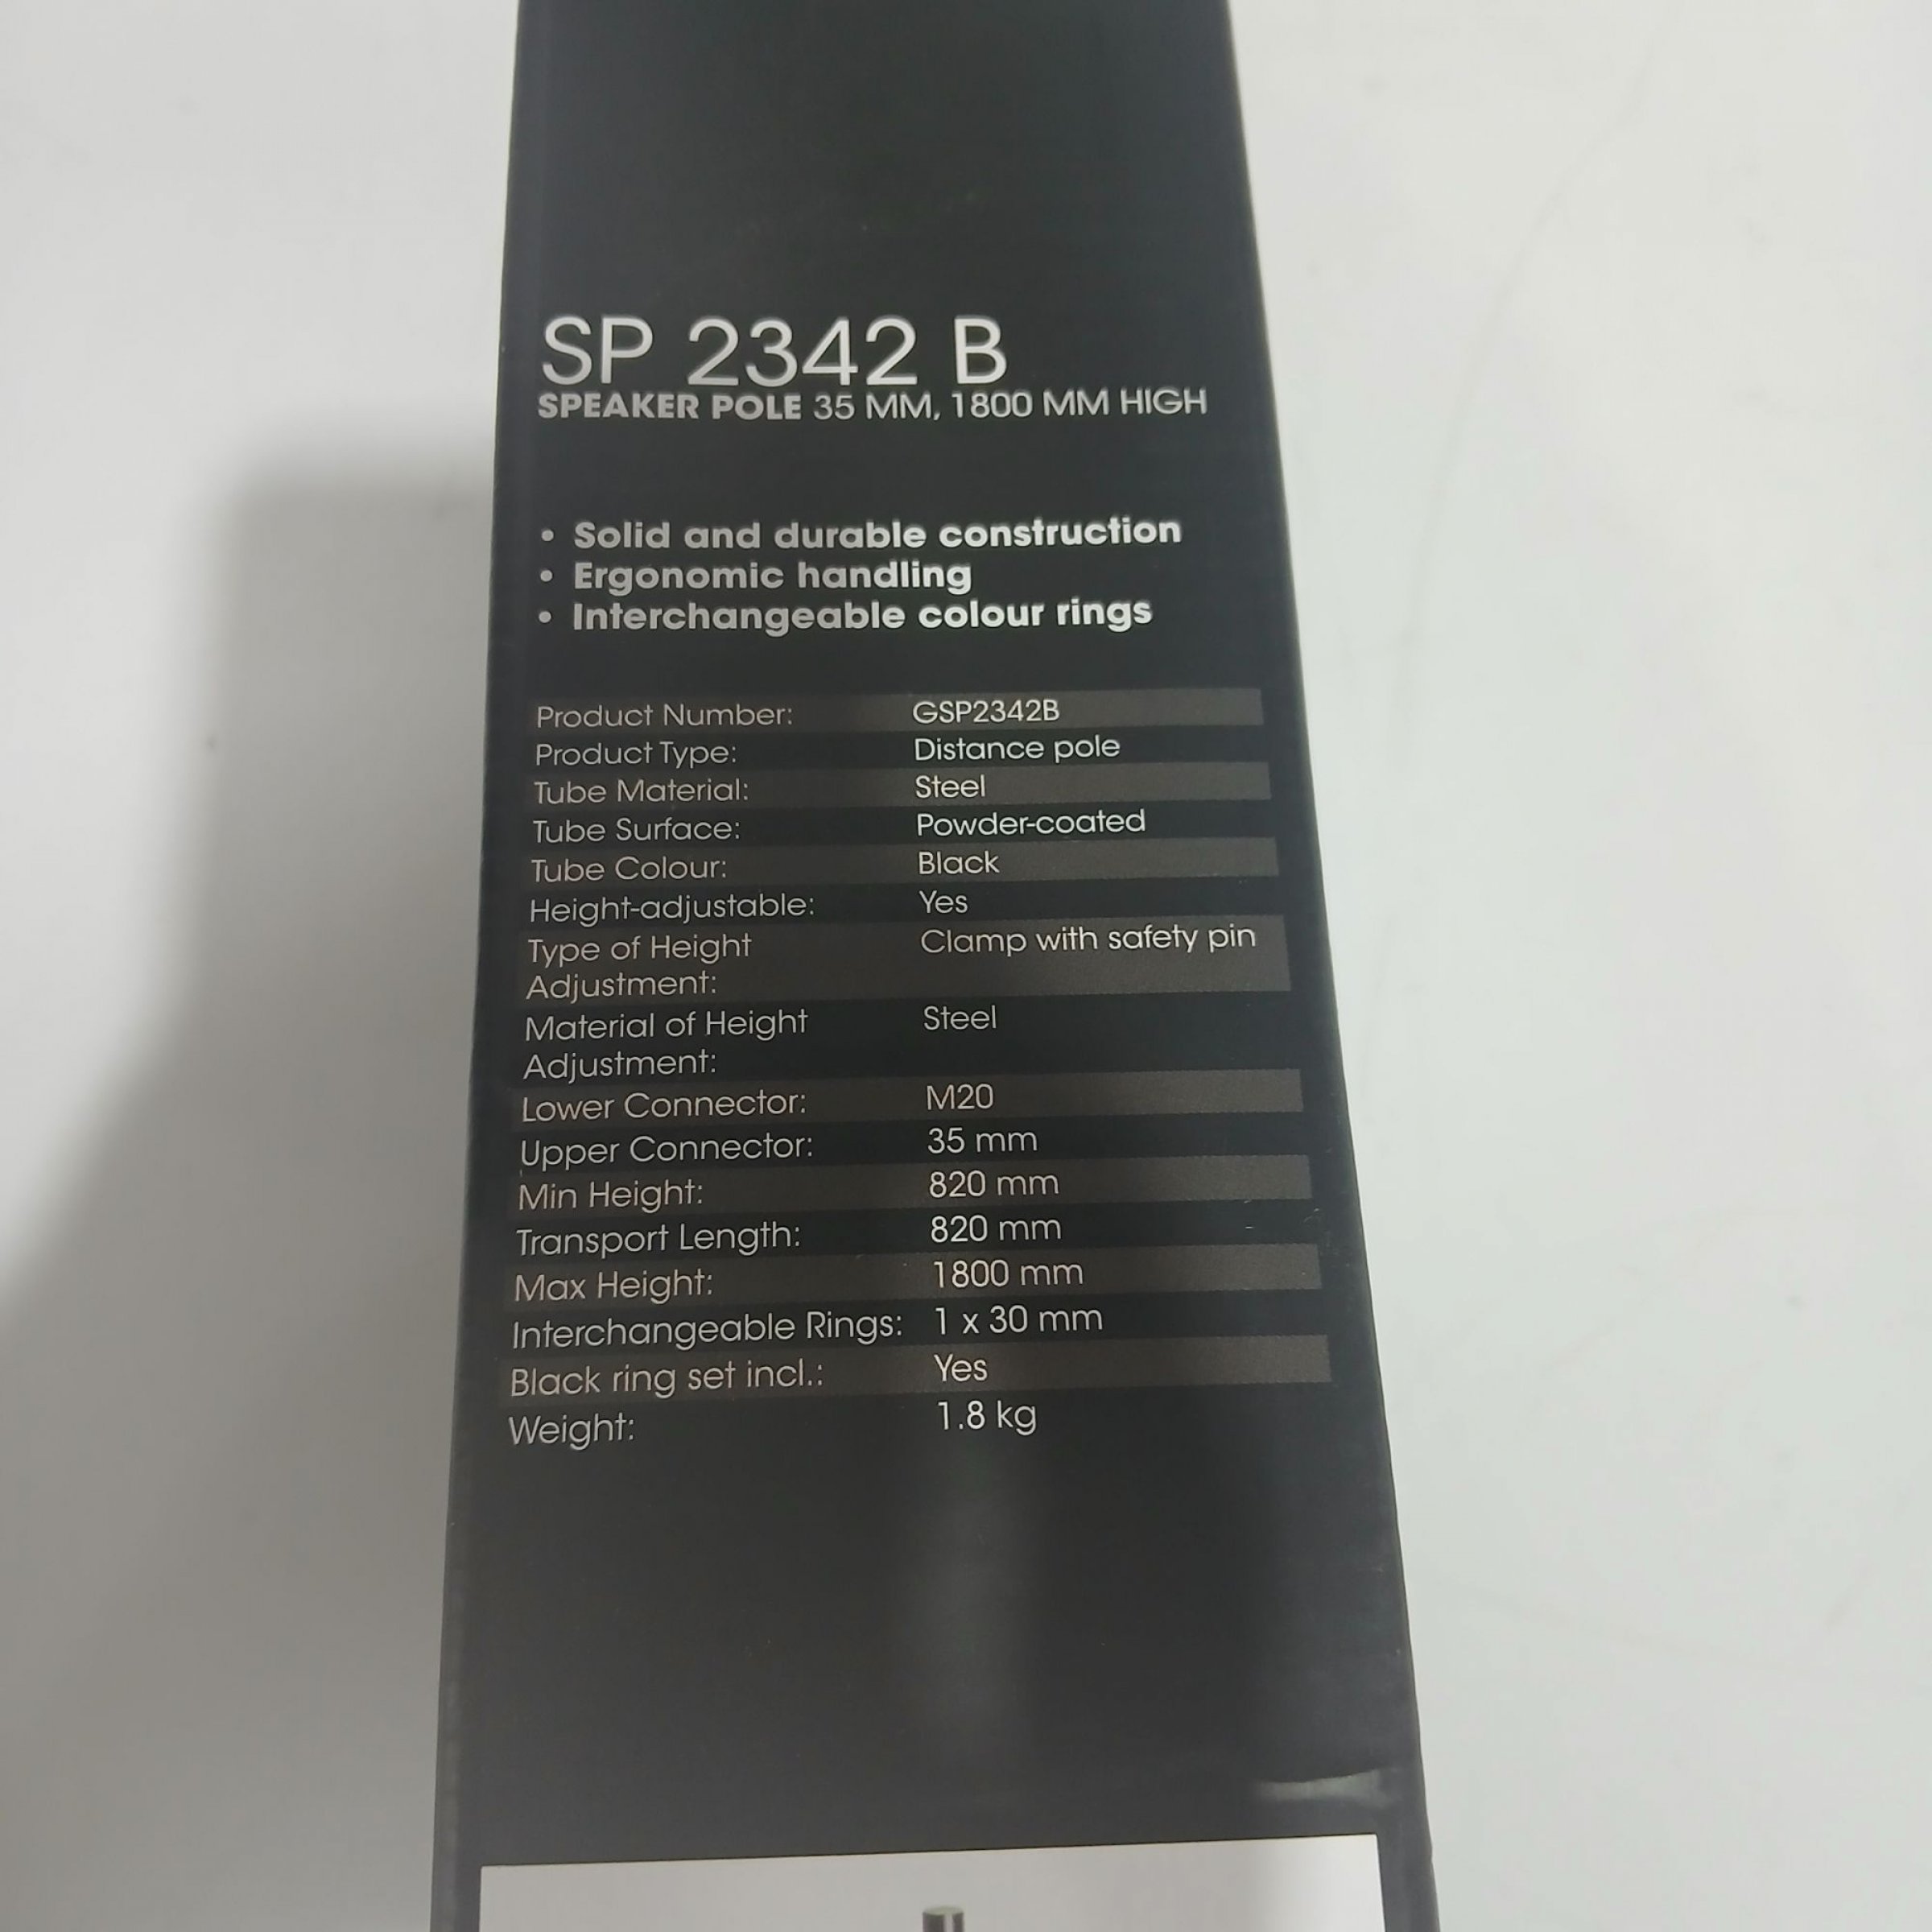 SP 2342 B
SPEAKER POLE 35 MM, 1800 MM HIGH
• Solid and durable construction
• Ergonomic handling
• Interchangeable colour rings
Product Number: GSP2342B
Product Type: Distance pole
Tube Material: Steel
Tube Surface: Powder-coated
Tube Colour: Black
Height-adjustable: Yes
Type of Height Clamp with safety pin
Adjustment:
Material of Height Steel
Adjustment:
Lower Connector: M20
Upper Connector: 35 mm
Min Height: 820 mm
Transport Length: 820 mm
Max Height: 1800 mm
Interchangeable Rings: 1 x 30 mm
Black ring set incl.: Yes
Weight: 1.8 kg